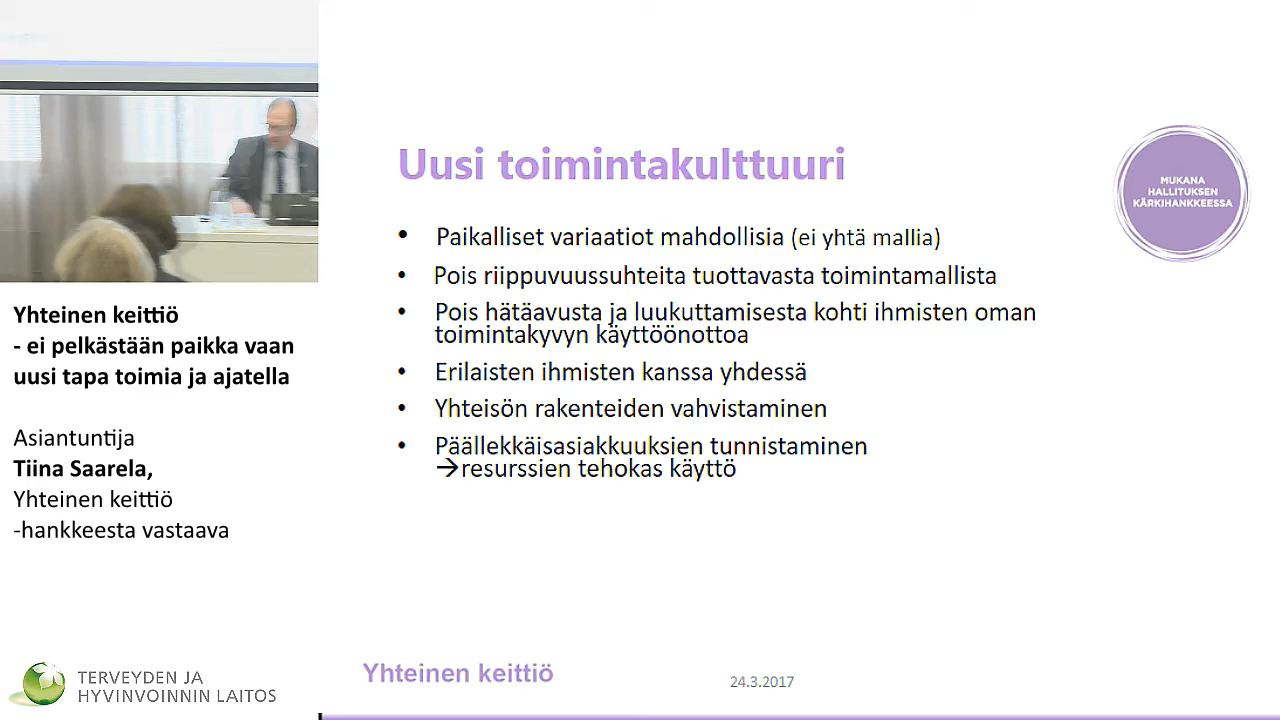 Yhteinen keittiö
- ei pelkästään paikka vaan
uusi tapa toimia ja ajatella
Asiantuntija
Tiina Saarela,
Yhteinen keittiö
-hankkeesta vastaava
TERVEYDEN JA
HYVINVOINNIN LAITOS
Uusi toimintakulttuuri
• Paikalliset variaatiot mahdollisia (ei yhtä mallia)
• Pois riippuvuussuhteita tuottavasta toimintamallista
• Pois hätäavusta ja luukuttamisesta kohti ihmisten oman
toimintakyvyn käyttöönottoa
• Erilaisten ihmisten kanssa yhdessä
• Yhteisön rakenteiden vahvistaminen
• Päällekkäisasiakkuuksien tunnistaminen
→resurssien tehokas käyttö
MUKANA
HALLITUKSEN
KÄRKIHANKKEESSA
Yhteinen keittiö
24.3.2017